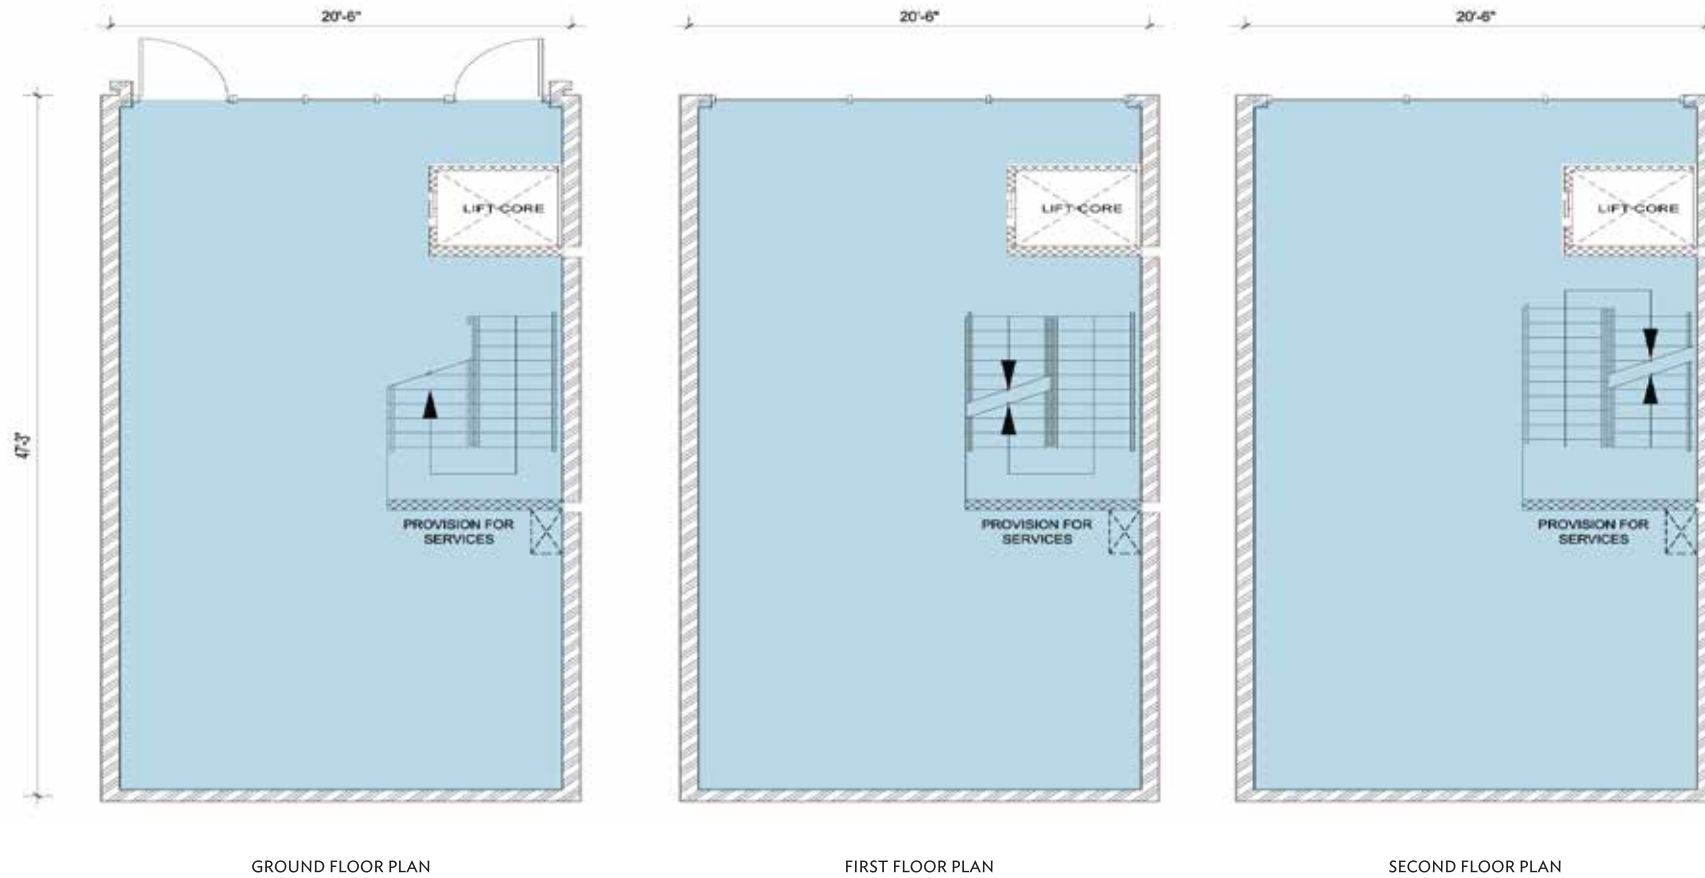 20'-6"
20'-6"
20'-6"
47'-3"
LIFT CORE
LIFT CORE
LIFT CORE
PROVISION FOR
SERVICES
PROVISION FOR
SERVICES
PROVISION FOR
SERVICES
GROUND FLOOR PLAN
FIRST FLOOR PLAN
SECOND FLOOR PLAN